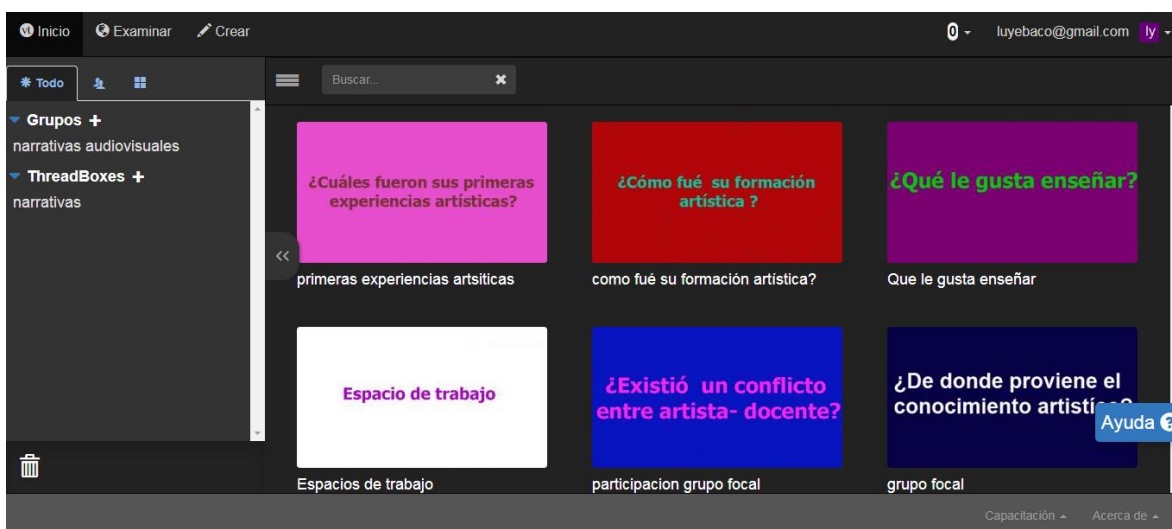 Inicio Examinar Crear 0 luyebaco@gmail.com ly
Todo
Buscar...
Grupos +
narrativas audiovisuales
ThreadBoxes +
narrativas
¿Cuáles fueron sus primeras
experiencias artísticas?
primeras experiencias artsiticas
¿Cómo fué su formación
artística ?
como fué su formación artística?
¿Qué le gusta enseñar?
Que le gusta enseñar
Espacio de trabajo
Espacios de trabajo
¿Existió un conflicto
entre artista- docente?
participacion grupo focal
¿De donde proviene el
conocimiento
grupo focal
Ayuda ?
Capacitación Acerca de